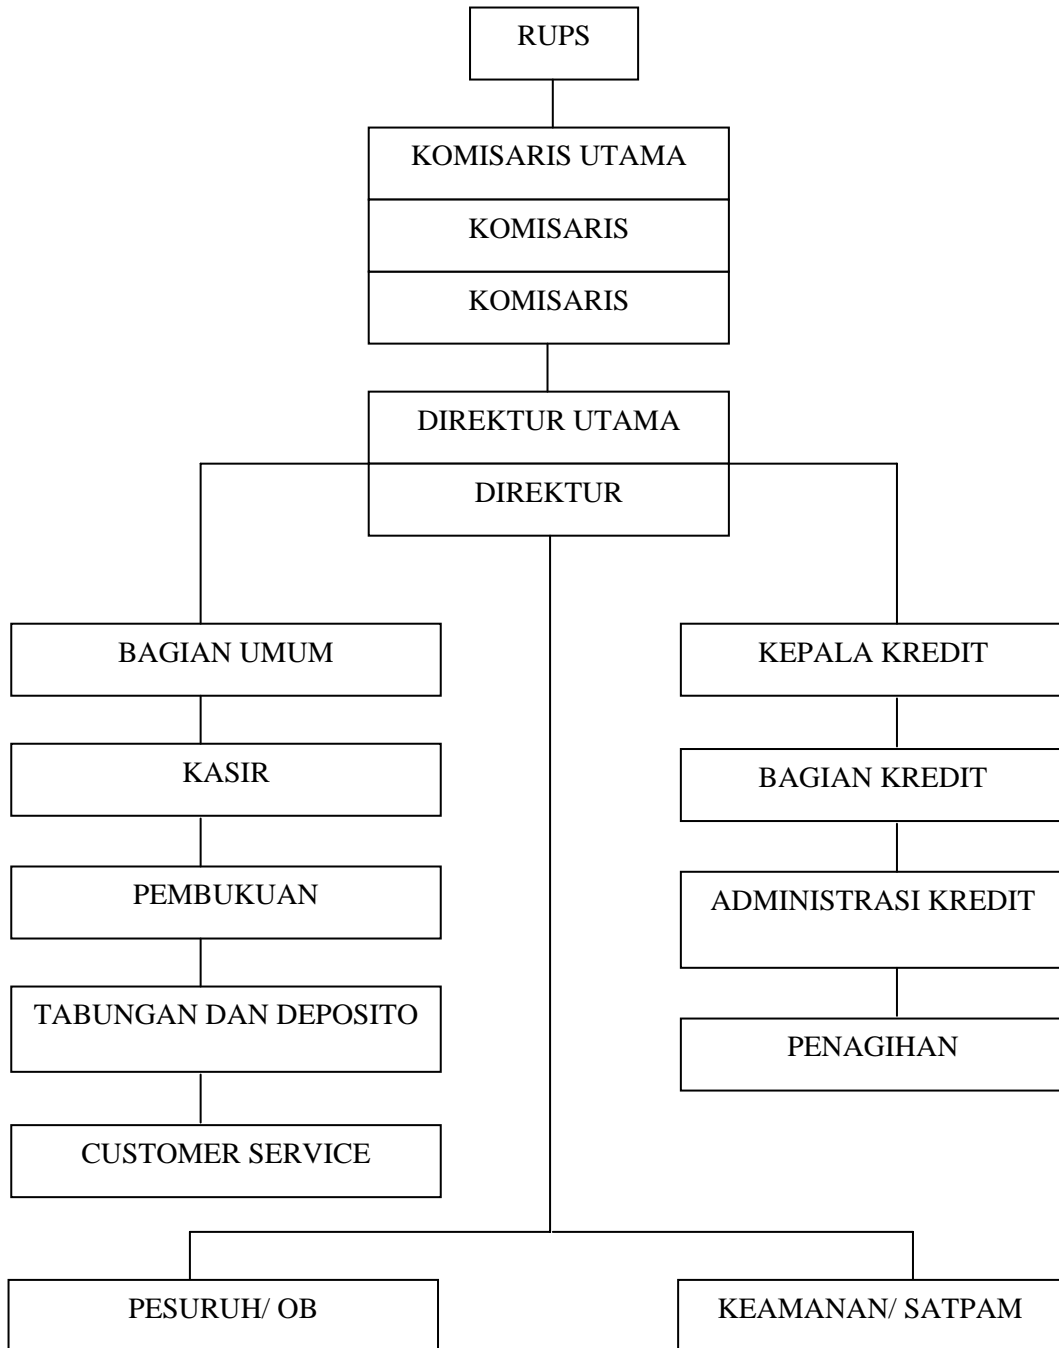 RUPS
KOMISARIS UTAMA
KOMISARIS
KOMISARIS
DIREKTUR UTAMA
DIREKTUR
BAGIAN UMUM
KASIR
PEMBUKUAN
TABUNGAN DAN DEPOSITO
CUSTOMER SERVICE
KEPALA KREDIT
BAGIAN KREDIT
ADMINISTRASI KREDIT
PENAGIHAN
PESURUH/ OB
KEAMANAN/ SATPAM